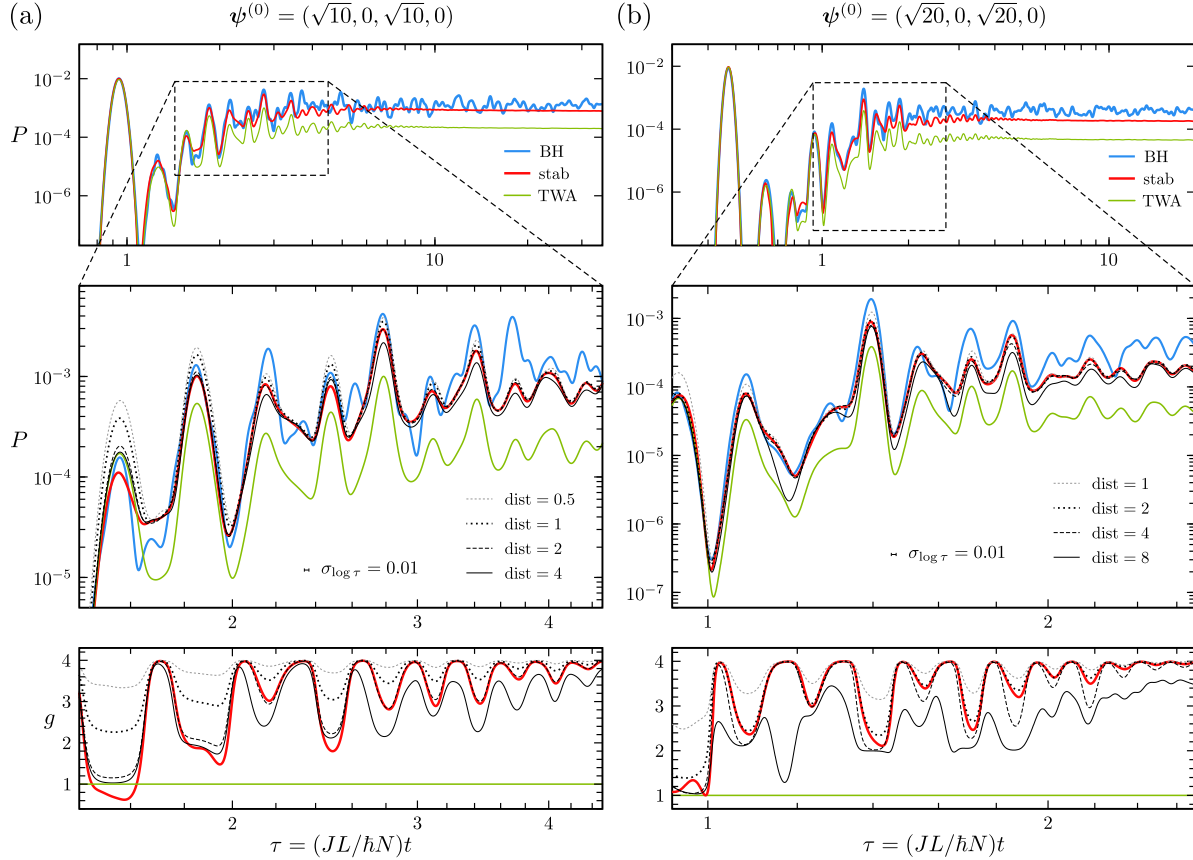 (a)
ψ^(0) = (√10, 0, √10, 0)
10^−2
10^−4
10^−6
P
BH
stab
TWA
1
10
10^−3
10^−4
10^−5
P
dist = 0.5
dist = 1
dist = 2
dist = 4
σ_log τ = 0.01
2
3
4
4
3
2
1
g
2
3
4
τ = (JL/ℏN)t
(b)
ψ^(0) = (√20, 0, √20, 0)
10^−2
10^−4
10^−6
P
BH
stab
TWA
1
10
10^−3
10^−4
10^−5
10^−6
10^−7
dist = 1
dist = 2
dist = 4
dist = 8
σ_log τ = 0.01
1
2
4
3
2
1
1
2
τ = (JL/ℏN)t